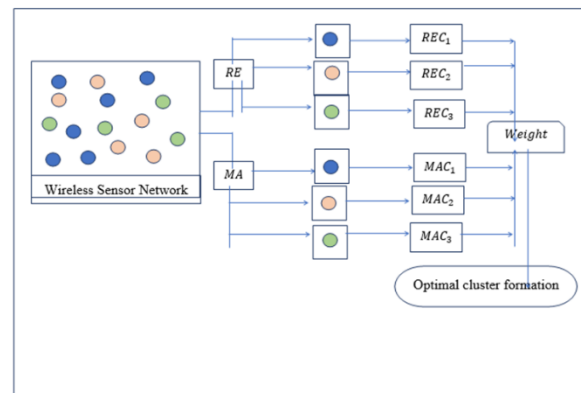 REC₁
RE
REC₂
REC₃
Weight
MA
MAC₁
Wireless Sensor Network
MAC₂
MAC₃
Optimal cluster formation